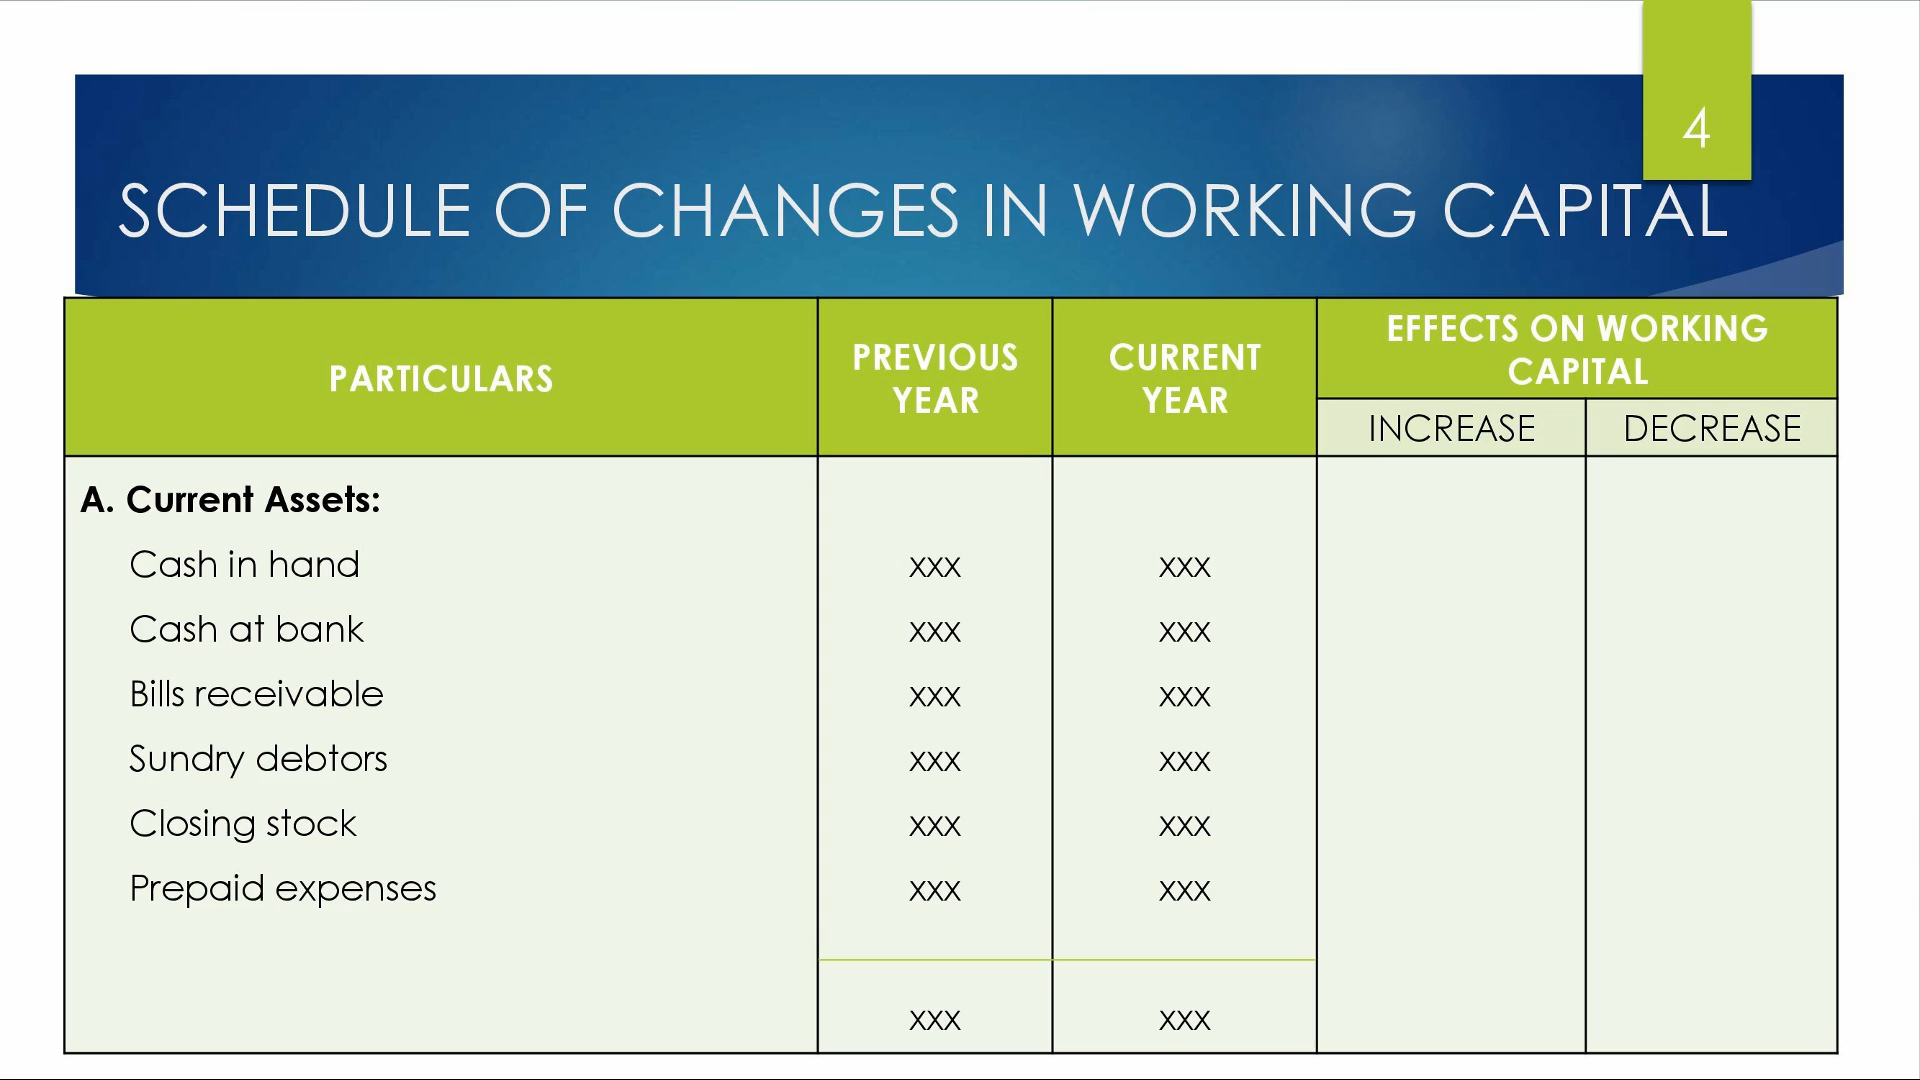 4
SCHEDULE OF CHANGES IN WORKING CAPITAL
PARTICULARS
PREVIOUS
YEAR
CURRENT
YEAR
EFFECTS ON WORKING
CAPITAL
INCREASE DECREASE
A. Current Assets:
Cash in hand xxx xxx
Cash at bank xxx xxx
Bills receivable xxx xxx
Sundry debtors xxx xxx
Closing stock xxx xxx
Prepaid expenses xxx xxx
xxx xxx